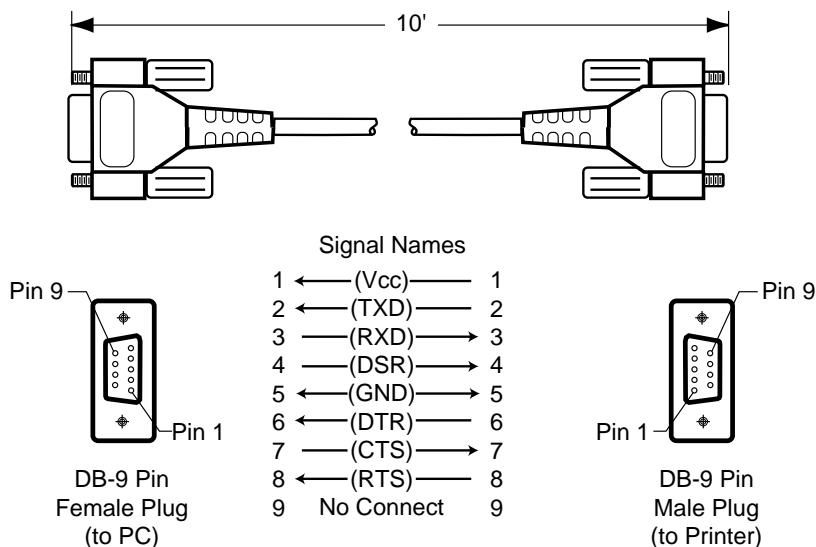 10'
Signal Names
1 (Vcc) 1
2 (TXD) 2
3 (RXD) 3
4 (DSR) 4
5 (GND) 5
6 (DTR) 6
7 (CTS) 7
8 (RTS) 8
9 No Connect 9
Pin 9
Pin 1
DB-9 Pin
Female Plug
(to PC)
Pin 9
Pin 1
DB-9 Pin
Male Plug
(to Printer)